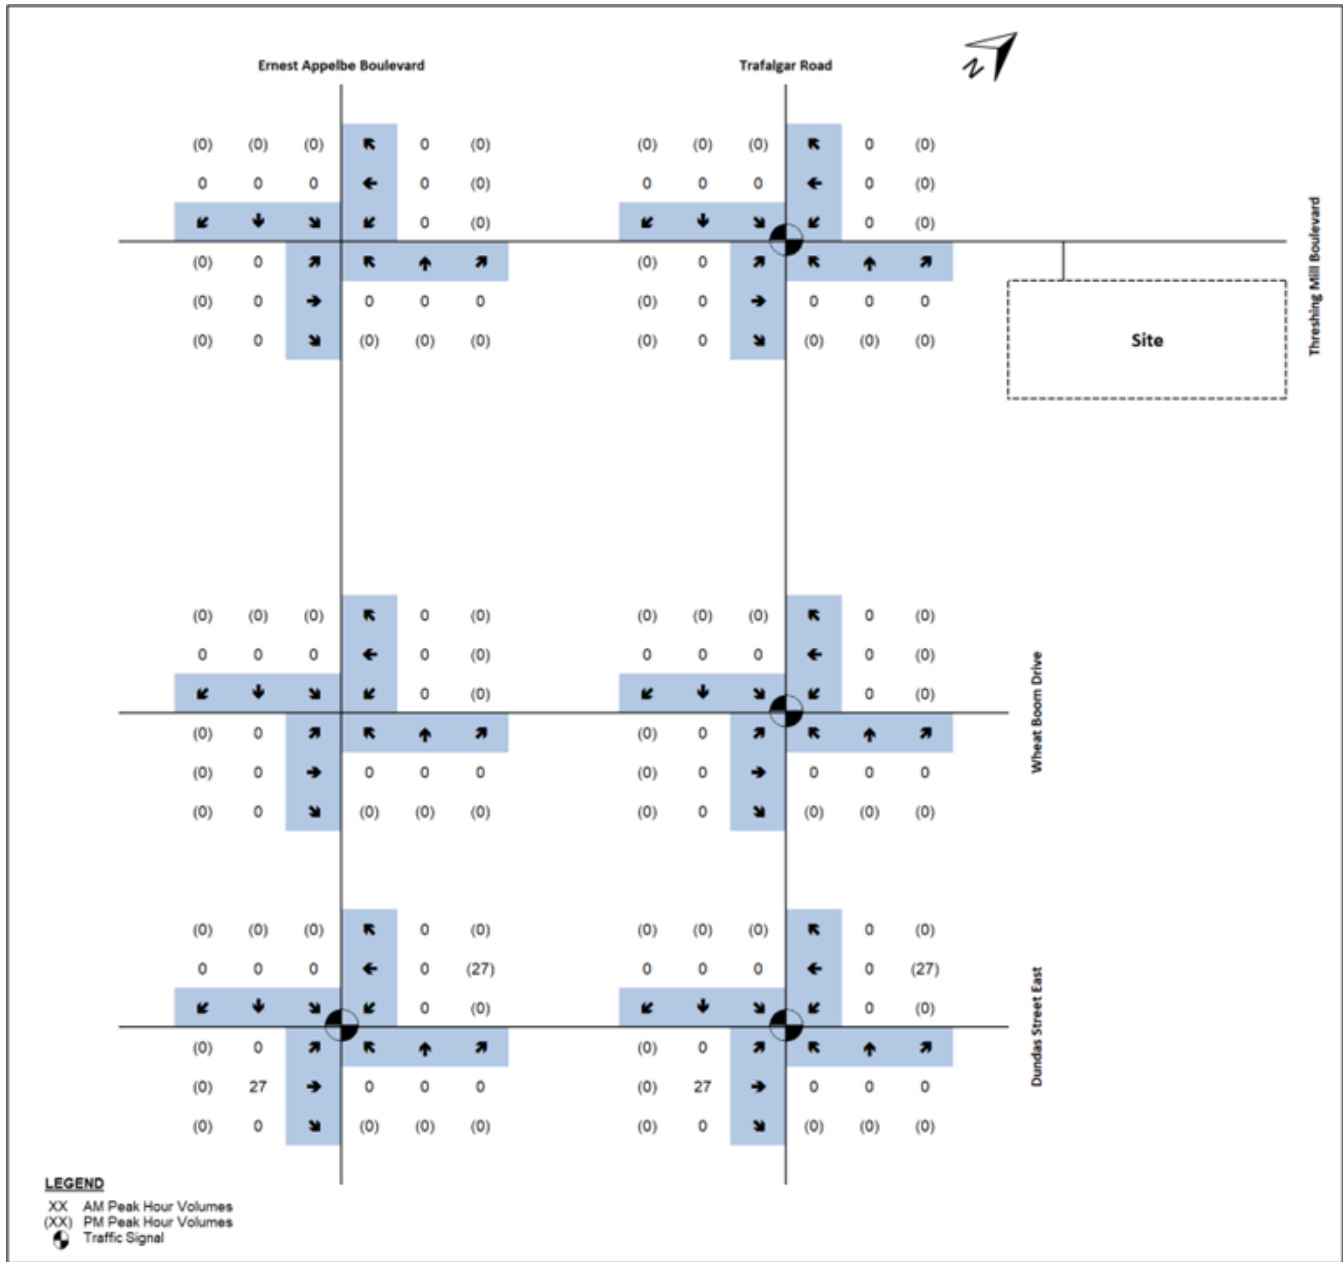 Ernest Appelbe Boulevard Trafalgar Road N
(0) (0) (0) 0 (0) (0) (0) (0) 0 (0)
0 0 0 0 (0) 0 0 0 0 (0)
0 (0) 0 (0)
(0) 0 (0) 0
(0) 0 0 0 0 (0) 0 0 0 0
(0) 0 (0) (0) (0) (0) 0 (0) (0) (0)
Site
Threshing Mill Boulevard
(0) (0) (0) 0 (0) (0) (0) (0) 0 (0)
0 0 0 0 (0) 0 0 0 0 (0)
0 (0) 0 (0)
(0) 0 (0) 0
(0) 0 0 0 0 (0) 0 0 0 0
(0) 0 (0) (0) (0) (0) 0 (0) (0) (0)
Wheat Boom Drive
(0) (0) (0) 0 (0) (0) (0) (0) 0 (0)
0 0 0 0 (27) 0 0 0 0 (27)
0 (0) 0 (0)
(0) 0 (0) 0
(0) 27 0 0 0 (0) 27 0 0 0
(0) 0 (0) (0) (0) (0) 0 (0) (0) (0)
Dundas Street East
LEGEND
XX AM Peak Hour Volumes
(XX) PM Peak Hour Volumes
Traffic Signal